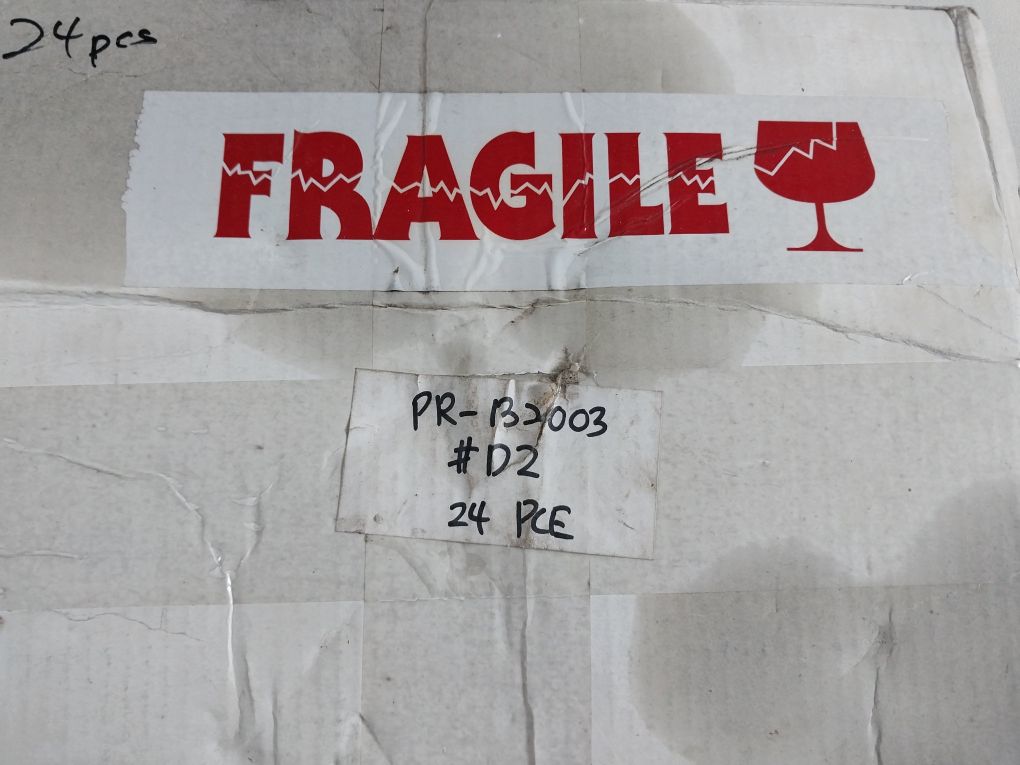 24pcs
FRAGILE
PR-B2003
#D2
24 PCE